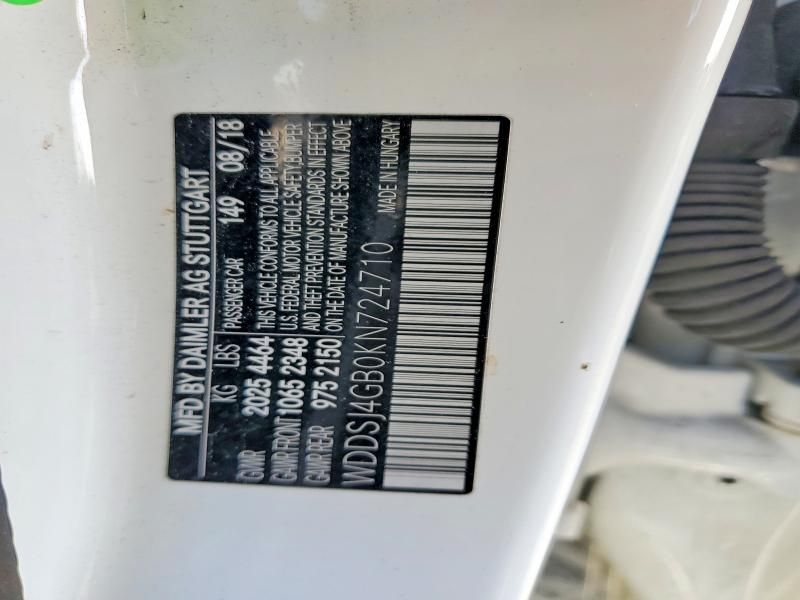 MFD BY DAIMLER AG STUTTGART
KG LBS PASSENGER CAR 149 08/18
GVWR 2025 4464 THIS VEHICLE CONFORMS TO ALL APPLICABLE
GAWR FRONT 1065 2348 U.S. FEDERAL MOTOR VEHICLE SAFETY, BUMPER
GAWR REAR 975 2150 AND THEFT PREVENTION STANDARDS IN EFFECT
ON THE DATE OF MANUFACTURE SHOWN ABOVE
WDDSJ4GB0KN724710 MADE IN HUNGARY